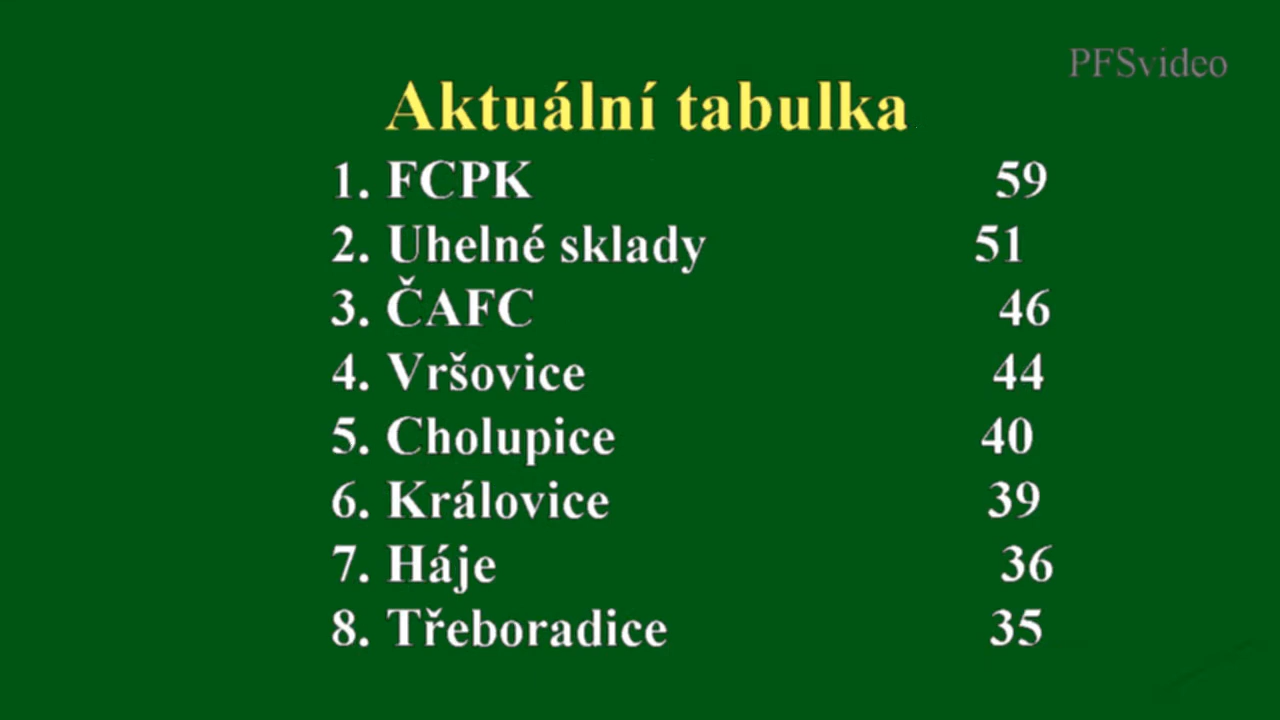 PFSvideo
Aktuální tabulka
1. FCPK 59
2. Uhelné sklady 51
3. ČAFC 46
4. Vršovice 44
5. Cholupice 40
6. Královice 39
7. Háje 36
8. Třeboradice 35